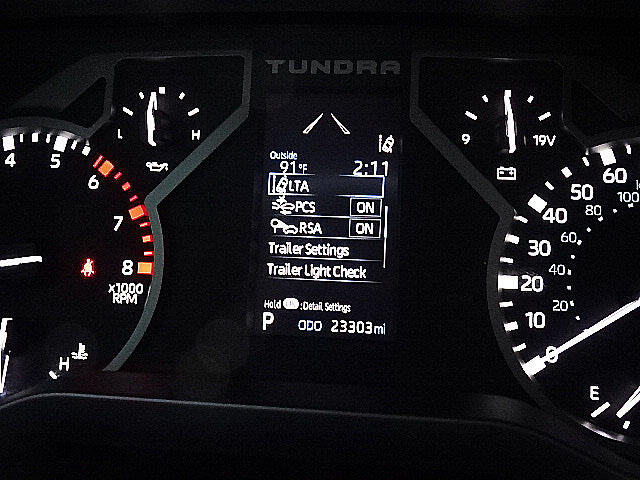 TUNDRA
L H
9 19V
Outside
91°F 2:11
LTA
PCS ON
RSA ON
Trailer Settings
Trailer Light Check
Hold : Detail Settings
P ODO 23303mi
4 5 6 7 8
x1000
RPM
H
0 10 20 30 40 50 60
20 40 60 80 100
E